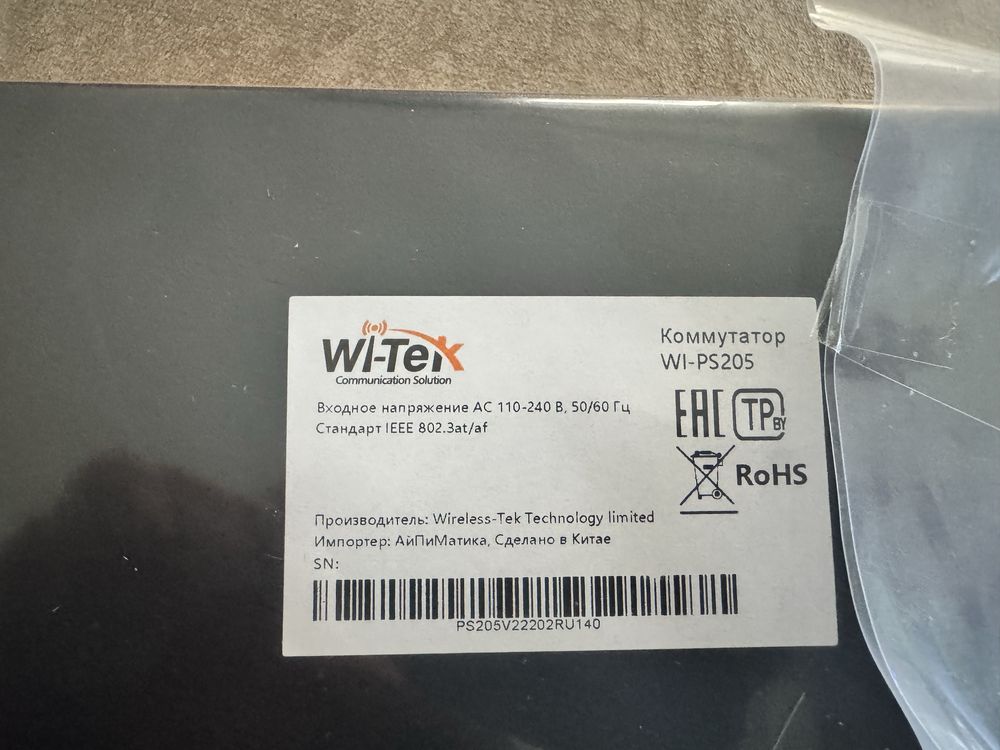 Wi-Tek
Communication Solution
Коммутатор
WI-PS205
Входное напряжение AC 110-240 В, 50/60 Гц
Стандарт IEEE 802.3at/af
EAC TP BY
RoHS
Производитель: Wireless-Tek Technology limited
Импортер: АйПиМатика, Сделано в Китае
SN:
PS205V22202RU140